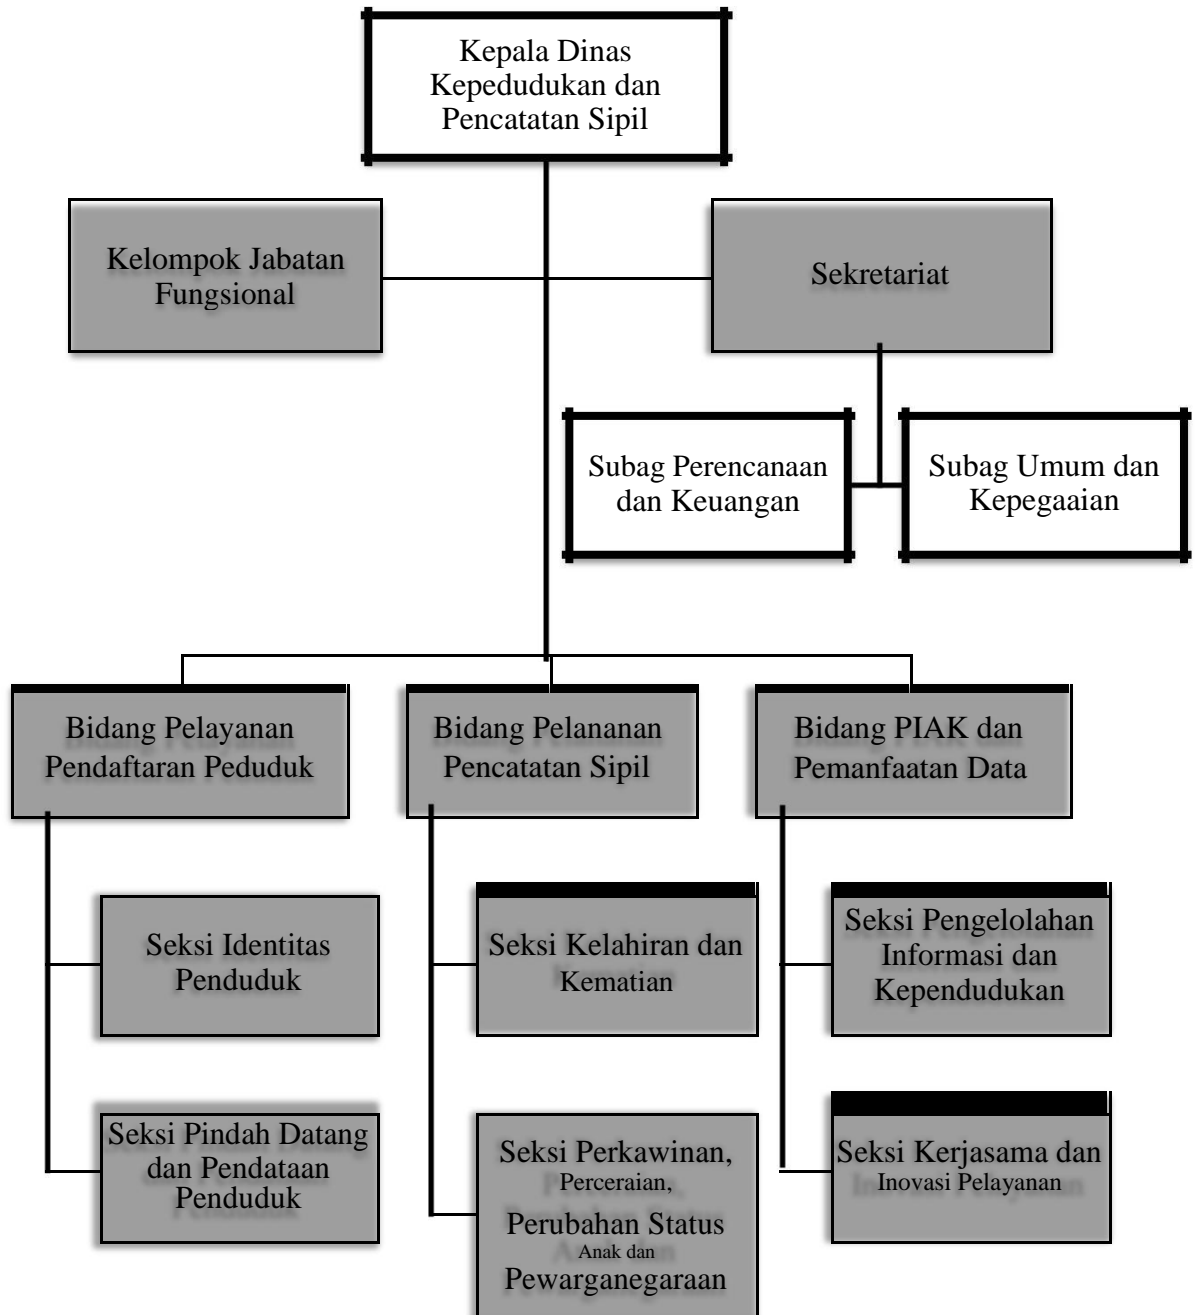 Kepala Dinas
Kepedudukan dan
Pencatatan Sipil
Kelompok Jabatan
Fungsional
Sekretariat
Subag Perencanaan
dan Keuangan
Subag Umum dan
Kepegaaian
Bidang Pelayanan
Pendaftaran Peduduk
Bidang Pelananan
Pencatatan Sipil
Bidang PIAK dan
Pemanfaatan Data
Seksi Identitas
Penduduk
Seksi Kelahiran dan
Kematian
Seksi Pengelolahan
Informasi dan
Kependudukan
Seksi Pindah Datang
dan Pendataan
Penduduk
Seksi Perkawinan,
Perceraian,
Perubahan Status
Anak dan
Pewarganegaraan
Seksi Kerjasama dan
Inovasi Pelayanan